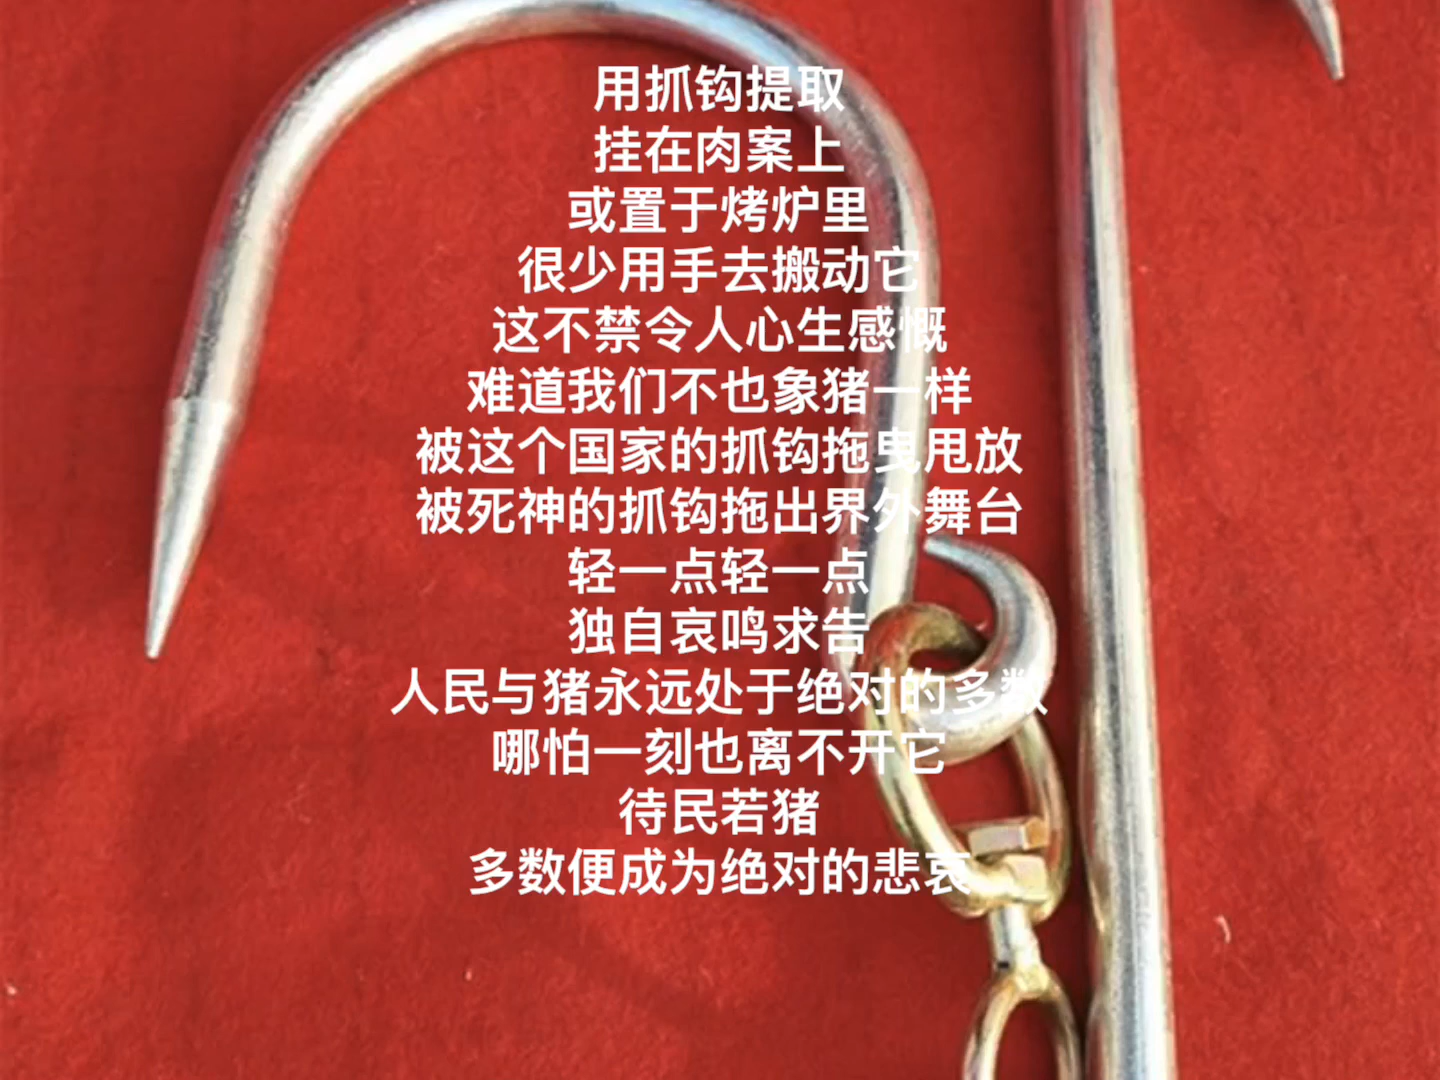 用抓钩提取
挂在肉案上
或置于烤炉里
很少用手去搬动它
这不禁令人心生感慨
难道我们不也象猪一样
被这个国家的抓钩拖曳甩放
被死神的抓钩拖出界外舞台
轻一点轻一点
独自哀鸣求告
人民与猪永远处于绝对的多数
哪怕一刻也离不开它
待民若猪
多数便成为绝对的悲哀